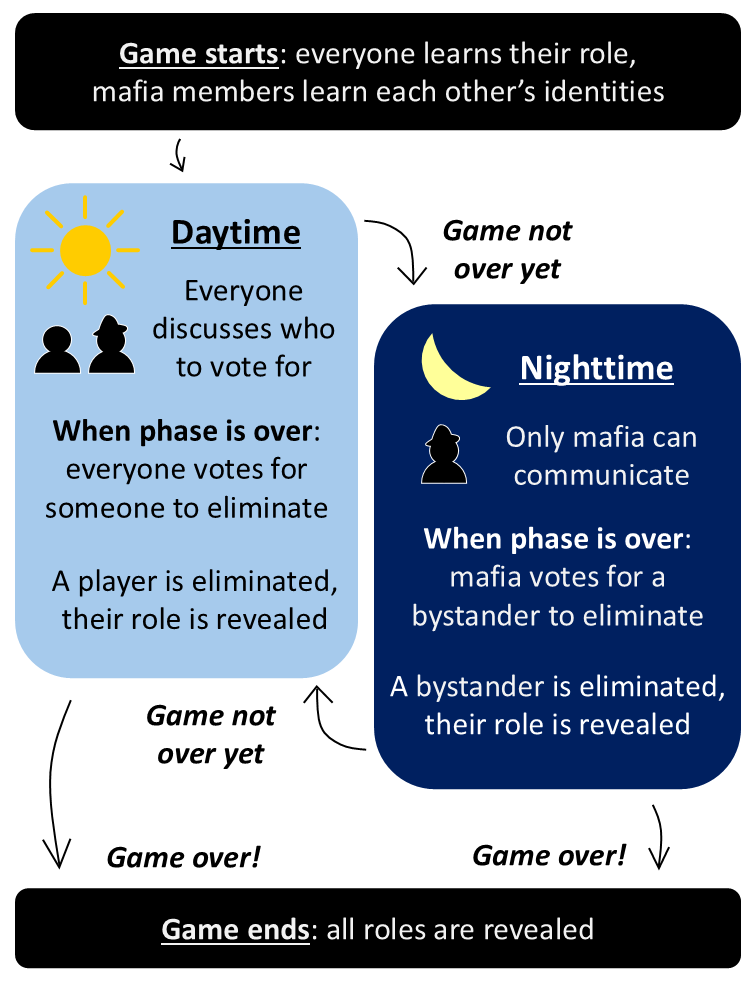 Game starts: everyone learns their role,
mafia members learn each other’s identities
Daytime
Everyone
discusses who
to vote for
When phase is over:
everyone votes for
someone to eliminate
A player is eliminated,
their role is revealed
Game not
over yet
Nighttime
Only mafia can
communicate
When phase is over:
mafia votes for a
bystander to eliminate
A bystander is eliminated,
their role is revealed
Game not
over yet
Game over!
Game over!
Game ends: all roles are revealed